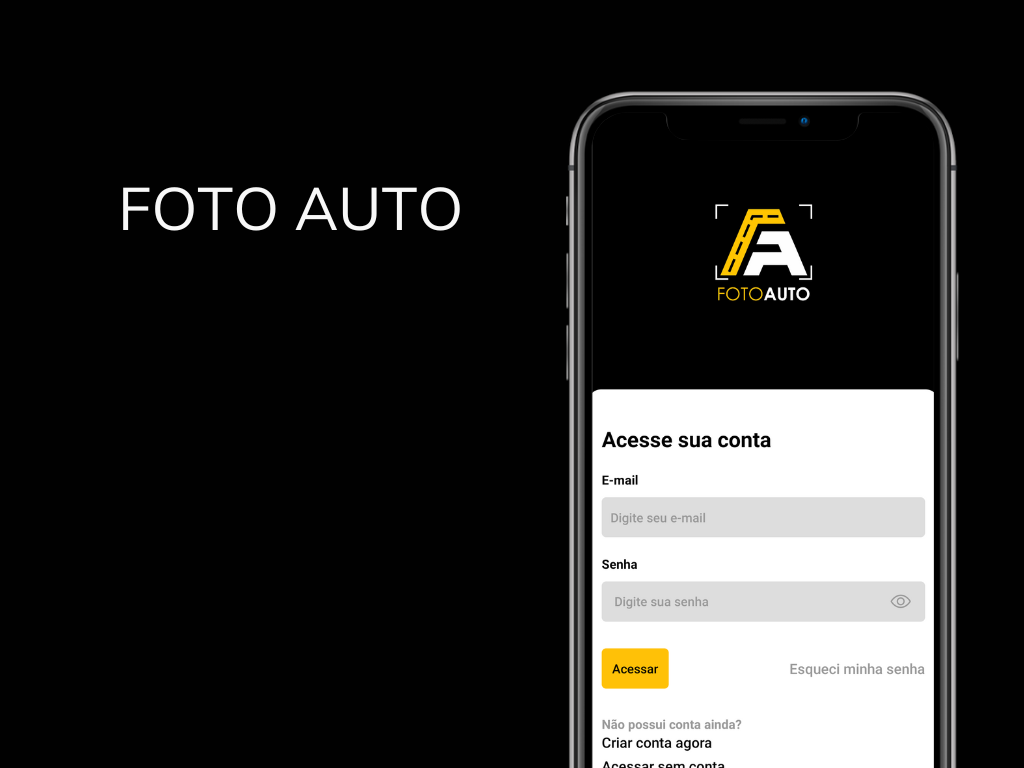 FOTO AUTO
FOTOAUTO
Acesse sua conta
E-mail
Digite seu e-mail
Senha
Digite sua senha
Acessar
Esqueci minha senha
Não possui conta ainda?
Criar conta agora
Acessar sem conta